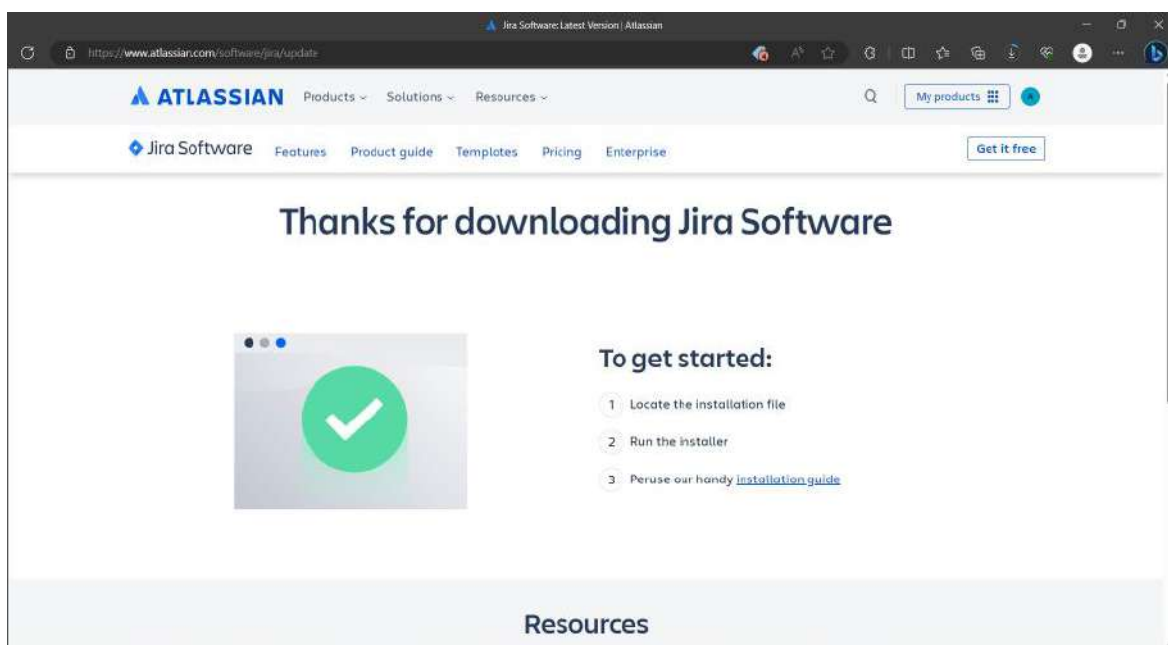 Jira Software: Latest Version | Atlassian
https://www.atlassian.com/software/jira/update
ATLASSIAN Products Solutions Resources My products
Jira Software Features Product guide Templates Pricing Enterprise Get it free
Thanks for downloading Jira Software
To get started:
1 Locate the installation file
2 Run the installer
3 Peruse our handy installation guide
Resources